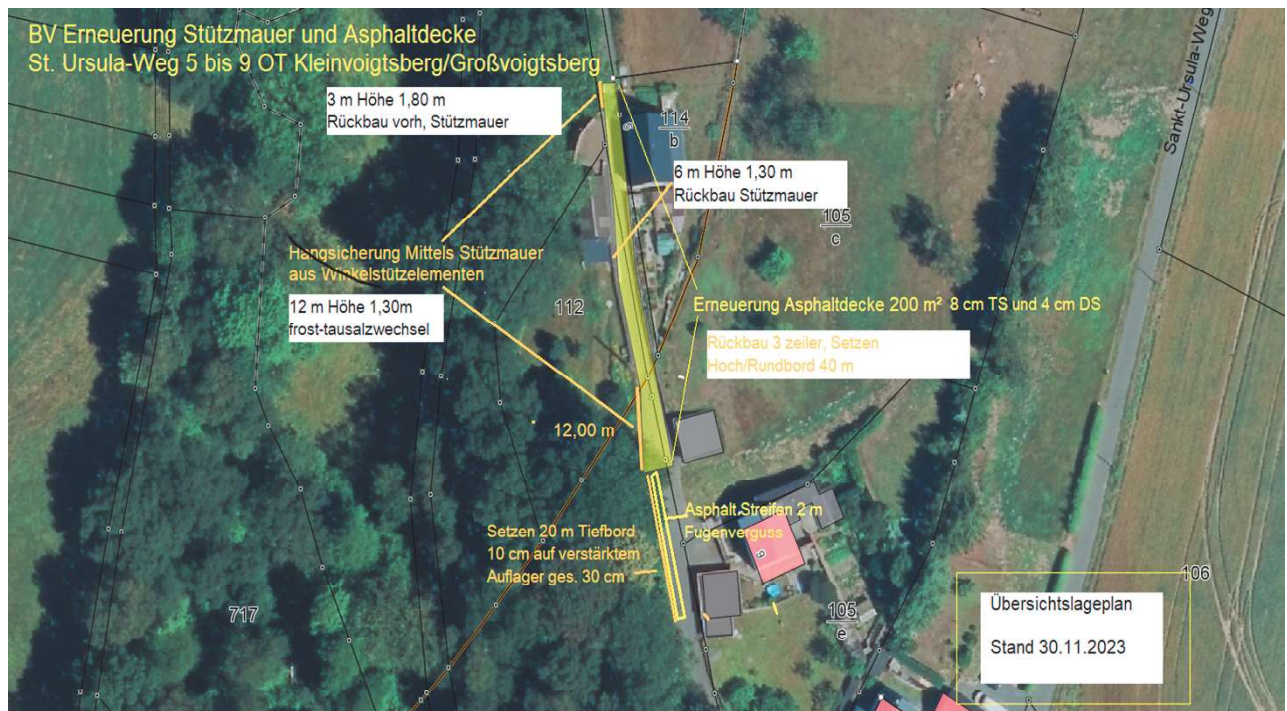 BV Erneuerung Stützmauer und Asphaltdecke
St. Ursula-Weg 5 bis 9 OT Kleinvoigtsberg/Großvoigtsberg
3 m Höhe 1,80 m
Rückbau vorh, Stützmauer
114
b
6 m Höhe 1,30 m
Rückbau Stützmauer
105
c
Sankt-Ursula-Weg
Hangsicherung Mittels Stützmauer
aus Winkelstützelementen
12 m Höhe 1,30m
frost-tausalzwechsel
112
Erneuerung Asphaltdecke 200 m² 8 cm TS und 4 cm DS
Rückbau 3 zeiler, Setzen
Hoch/Rundbord 40 m
12,00 m
Asphalt Streifen 2 m
Fugenverguss
Setzen 20 m Tiefbord
10 cm auf verstärktem
Auflager ges. 30 cm
9
717
105
e
106
Übersichtslageplan
Stand 30.11.2023